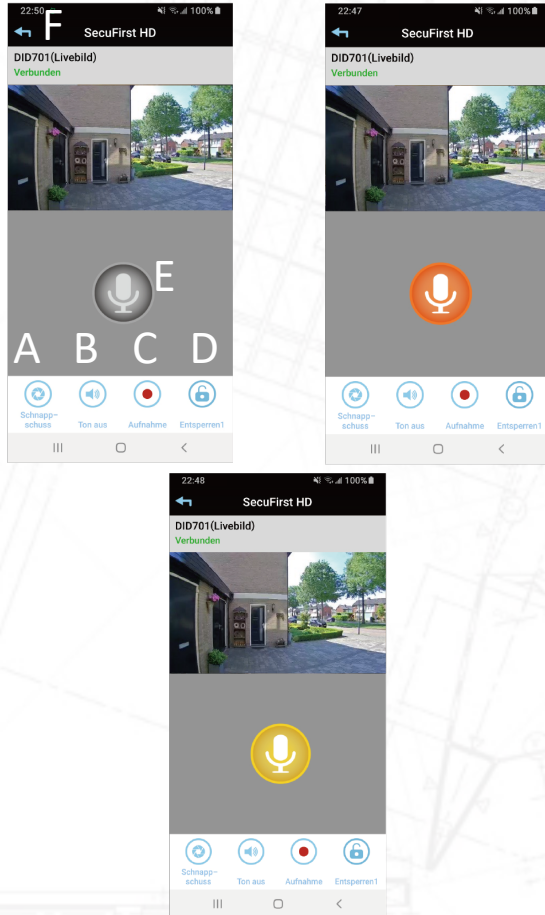 22:50
100%
F
SecuFirst HD
DID701(Livebild)
Verbunden
E
A B C D
Schnapp-
schuss Ton aus Aufnahme Entsperren1
22:47
100%
SecuFirst HD
DID701(Livebild)
Verbunden
Schnapp-
schuss Ton aus Aufnahme Entsperren1
22:48
100%
SecuFirst HD
DID701(Livebild)
Verbunden
Schnapp-
schuss Ton aus Aufnahme Entsperren1